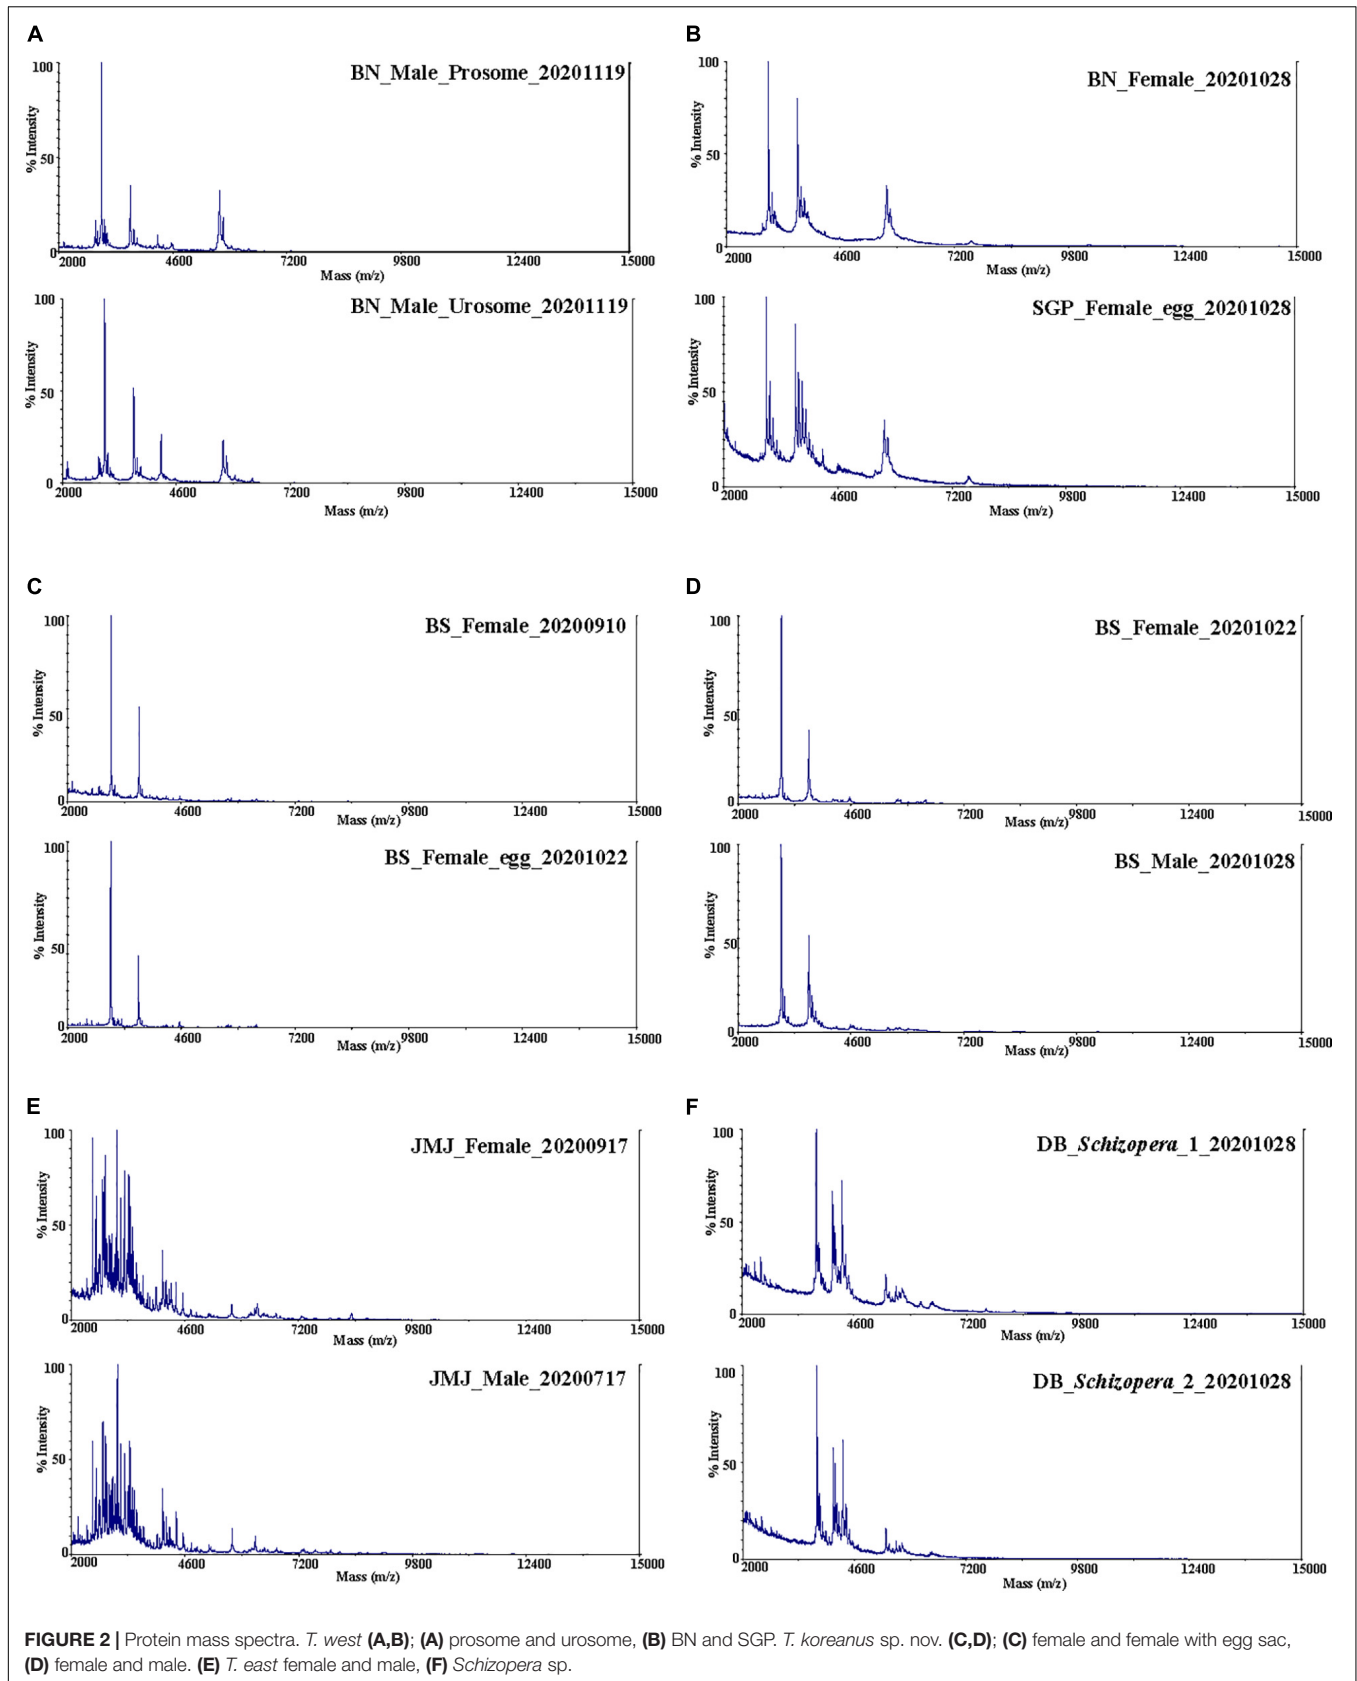 A
BN_Male_Prosome_20201119
100
50
0
% Intensity
2000 4600 7200 9800 12400 15000
Mass (m/z)
BN_Male_Urosome_20201119
100
50
0
% Intensity
2000 4600 7200 9800 12400 15000
Mass (m/z)
B
BN_Female_20201028
100
50
0
% Intensity
2000 4600 7200 9800 12400 15000
Mass (m/z)
SGP_Female_egg_20201028
100
50
0
% Intensity
2000 4600 7200 9800 12400 15000
Mass (m/z)
C
BS_Female_20200910
100
50
0
% Intensity
2000 4600 7200 9800 12400 15000
Mass (m/z)
BS_Female_egg_20201022
100
50
0
% Intensity
2000 4600 7200 9800 12400 15000
Mass (m/z)
D
BS_Female_20201022
100
50
0
% Intensity
2000 4600 7200 9800 12400 15000
Mass (m/z)
BS_Male_20201028
100
50
0
% Intensity
2000 4600 7200 9800 12400 15000
Mass (m/z)
E
JMJ_Female_20200917
100
50
0
% Intensity
2000 4600 7200 9800 12400 15000
Mass (m/z)
JMJ_Male_20200717
100
50
0
% Intensity
2000 4600 7200 9800 12400 15000
Mass (m/z)
F
DB_Schizopera_1_20201028
100
50
0
% Intensity
2000 4600 7200 9800 12400 15000
Mass (m/z)
DB_Schizopera_2_20201028
100
50
0
% Intensity
2000 4600 7200 9800 12400 15000
Mass (m/z)
FIGURE 2 | Protein mass spectra. T. west (A,B); (A) prosome and urosome, (B) BN and SGP. T. koreanus sp. nov. (C,D); (C) female and female with egg sac,
(D) female and male. (E) T. east female and male, (F) Schizopera sp.